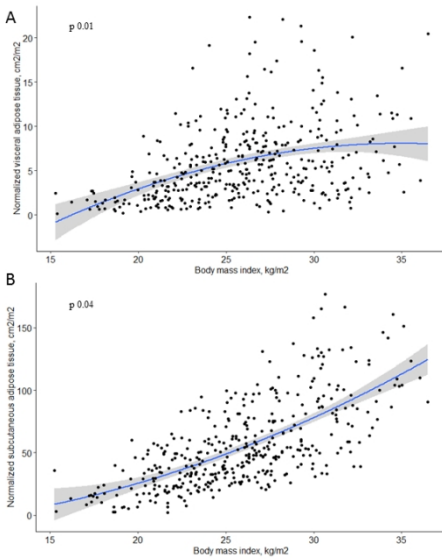 A
p 0.01
Normalized visceral adipose tissue, cm2/m2
20
15
10
5
0
15
20
25
30
35
Body mass index, kg/m2
B
p 0.04
Normalized subcutaneous adipose tissue, cm2/m2
150
100
50
0
15
20
25
30
35
Body mass index, kg/m2